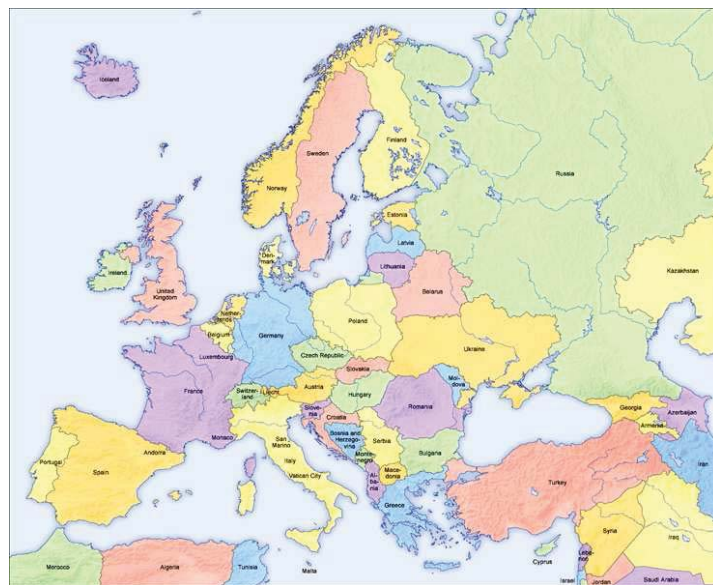 Iceland
Finland
Sweden
Norway
Russia
Estonia
Latvia
Den-
mark
Lithuania
Ireland
United
Kingdom
Belarus
Kazakhstan
Nether-
lands
Belgium
Germany
Poland
Luxembourg
Czech Republic
Ukraine
Slovakia
France
Switzer-
land
Liecht.
Austria
Hungary
Mol-
dova
Slove-
nia
Croatia
Romania
Monaco
San
Marino
Bosnia and
Herzego-
vina
Serbia
Georgia
Armenia
Azerbaijan
Andorra
Portugal
Spain
Italy
Vatican City
Monte-
negro
Bulgaria
Al-
ba-
nia
Mace-
donia
Greece
Turkey
Iran
Syria
Iraq
Cyprus
Leba-
non
Israel
Jordan
Saudi Arabia
Morocco
Algeria
Tunisia
Malta